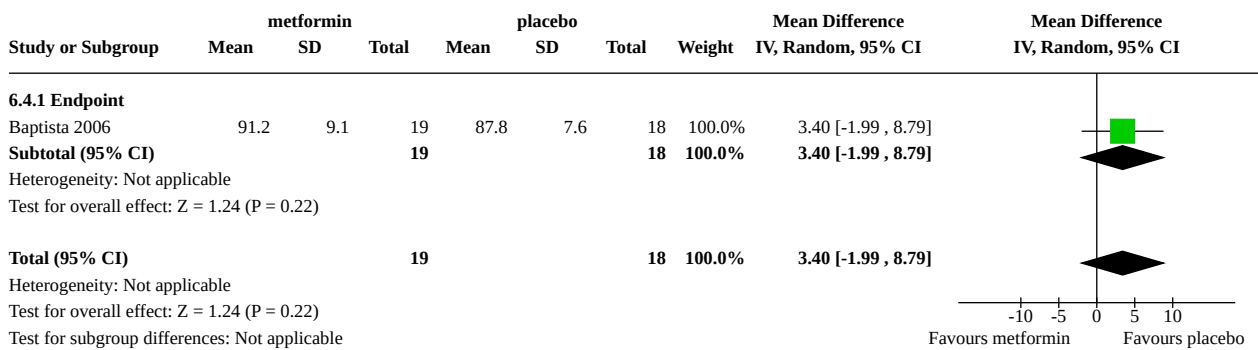 metformin placebo Mean Difference Mean Difference
Study or Subgroup Mean SD Total Mean SD Total Weight IV, Random, 95% CI IV, Random, 95% CI
6.4.1 Endpoint
Baptista 2006 91.2 9.1 19 87.8 7.6 18 100.0% 3.40 [-1.99 , 8.79]
Subtotal (95% CI) 19 18 100.0% 3.40 [-1.99 , 8.79]
Heterogeneity: Not applicable
Test for overall effect: Z = 1.24 (P = 0.22)
Total (95% CI) 19 18 100.0% 3.40 [-1.99 , 8.79]
Heterogeneity: Not applicable
Test for overall effect: Z = 1.24 (P = 0.22)
-10 -5 0 5 10
Test for subgroup differences: Not applicable Favours metformin Favours placebo